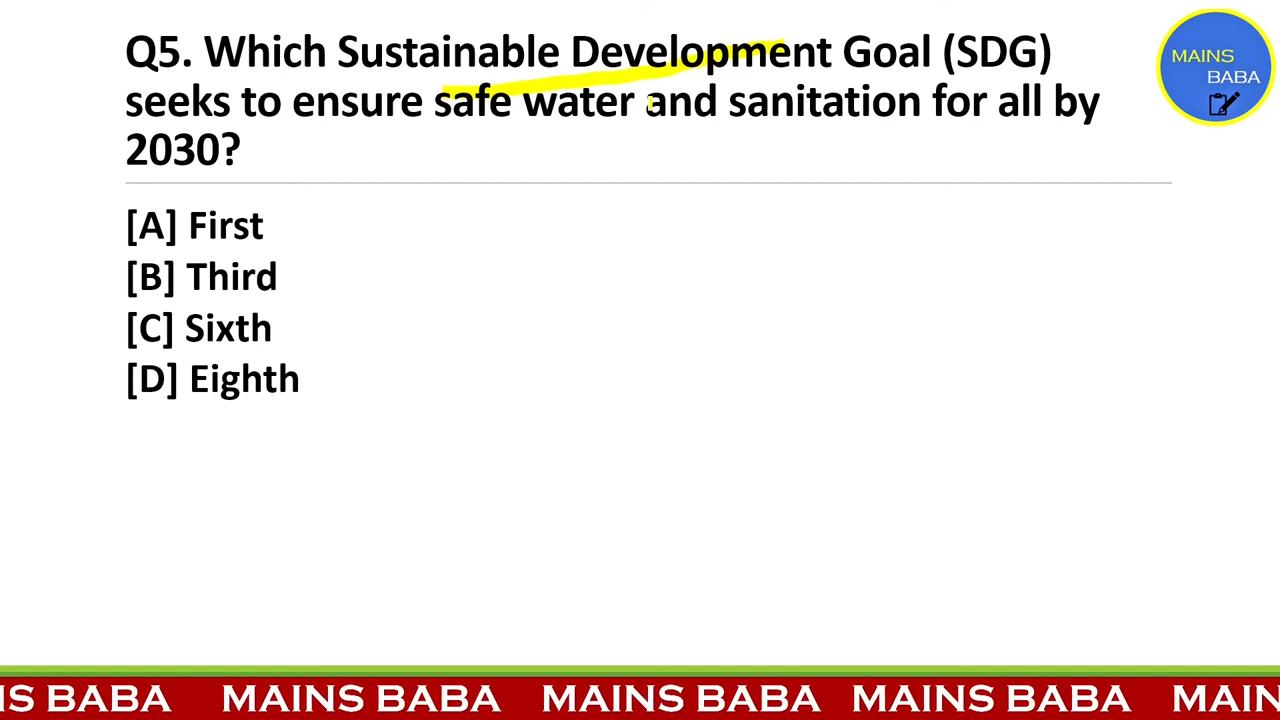 Q5. Which Sustainable Development Goal (SDG)
seeks to ensure safe water and sanitation for all by
2030?
MAINS
BABA
[A] First
[B] Third
[C] Sixth
[D] Eighth
NS BABA MAINS BABA MAINS BABA MAINS BABA MAIN